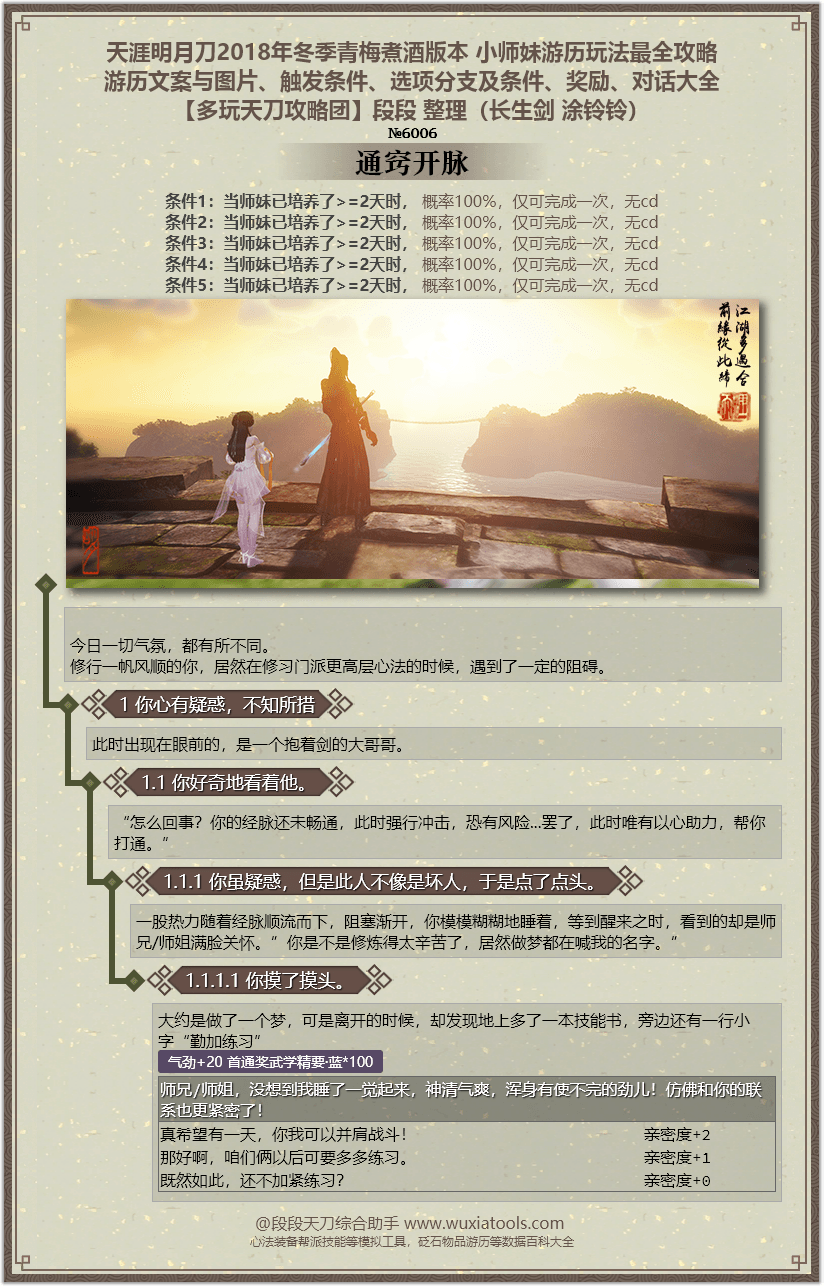 天涯明月刀2018年冬季青梅煮酒版本 小师妹游历玩法最全攻略
游历文案与图片、触发条件、选项分支及条件、奖励、对话大全
【多玩天刀攻略团】段段 整理（长生剑 涂铃铃）
№6006
通窍开脉
条件1：当师妹已培养了>=2天时， 概率100%，仅可完成一次，无cd
条件2：当师妹已培养了>=2天时， 概率100%，仅可完成一次，无cd
条件3：当师妹已培养了>=2天时， 概率100%，仅可完成一次，无cd
条件4：当师妹已培养了>=2天时， 概率100%，仅可完成一次，无cd
条件5：当师妹已培养了>=2天时， 概率100%，仅可完成一次，无cd
江湖多遇合
前缘从此缔
今日一切气氛，都有所不同。
修行一帆风顺的你，居然在修习门派更高层心法的时候，遇到了一定的阻碍。
1 你心有疑惑，不知所措
此时出现在眼前的，是一个抱着剑的大哥哥。
1.1 你好奇地看着他。
“怎么回事？你的经脉还未畅通，此时强行冲击，恐有风险...罢了，此时唯有以心助力，帮你
打通。”
1.1.1 你虽疑惑，但是此人不像是坏人，于是点了点头。
一股热力随着经脉顺流而下，阻塞渐开，你模模糊糊地睡着，等到醒来之时，看到的却是师
兄/师姐满脸关怀。“你是不是修炼得太辛苦了，居然做梦都在喊我的名字。“
1.1.1.1 你摸了摸头。
大约是做了一个梦，可是离开的时候，却发现地上多了一本技能书，旁边还有一行小
字“勤加练习”
气劲+20 首通奖武学精要·蓝*100
师兄/师姐，没想到我睡了一觉起来，神清气爽，浑身有使不完的劲儿！仿佛和你的联
系也更紧密了！
真希望有一天，你我可以并肩战斗！ 亲密度+2
那好啊，咱们俩以后可要多多练习。 亲密度+1
既然如此，还不加紧练习？ 亲密度+0
@段段天刀综合助手 www.wuxiatools.com
心法装备帮派技能等模拟工具，砭石物品游历等数据百科大全